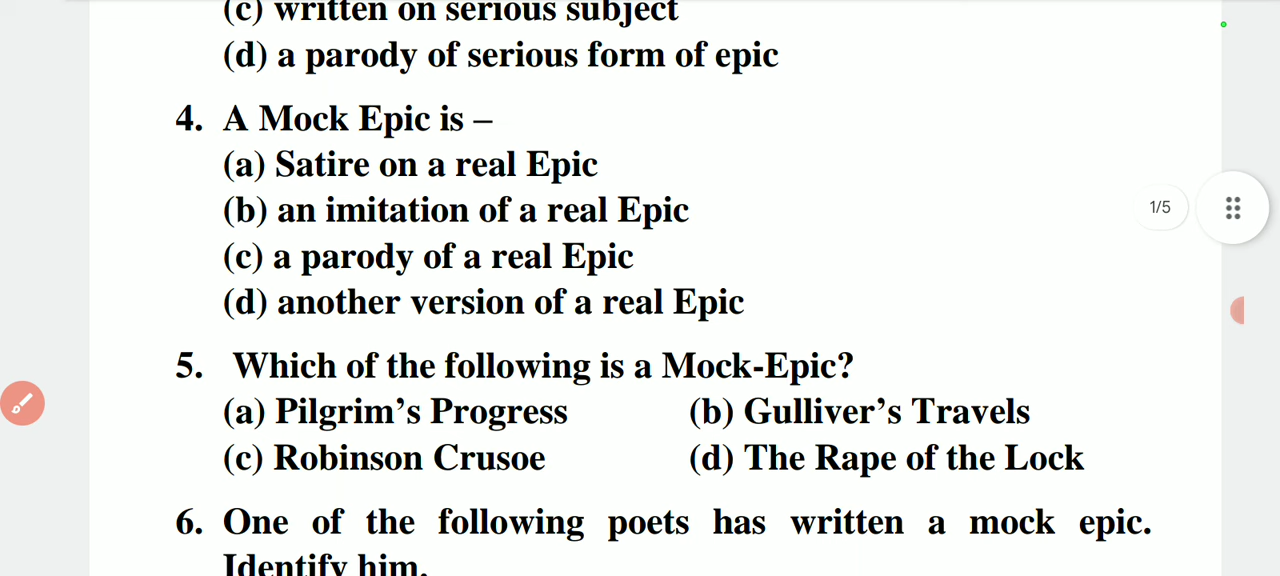 (c) written on serious subject
(d) a parody of serious form of epic
4. A Mock Epic is –
(a) Satire on a real Epic
(b) an imitation of a real Epic
(c) a parody of a real Epic
(d) another version of a real Epic
1/5
5. Which of the following is a Mock-Epic?
(a) Pilgrim’s Progress (b) Gulliver’s Travels
(c) Robinson Crusoe (d) The Rape of the Lock
6. One of the following poets has written a mock epic.
Identify him.